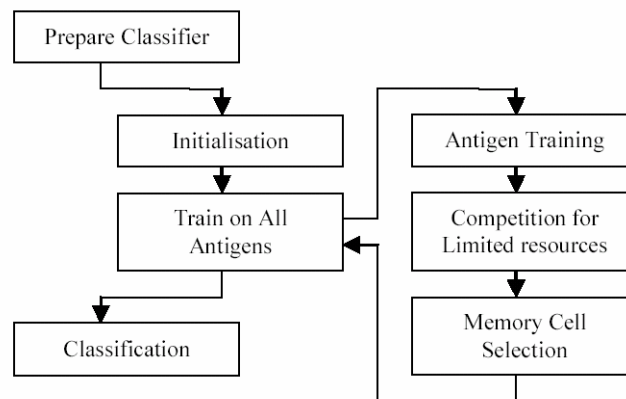 Prepare Classifier
Initialisation
Train on All
Antigens
Classification
Antigen Training
Competition for
Limited resources
Memory Cell
Selection